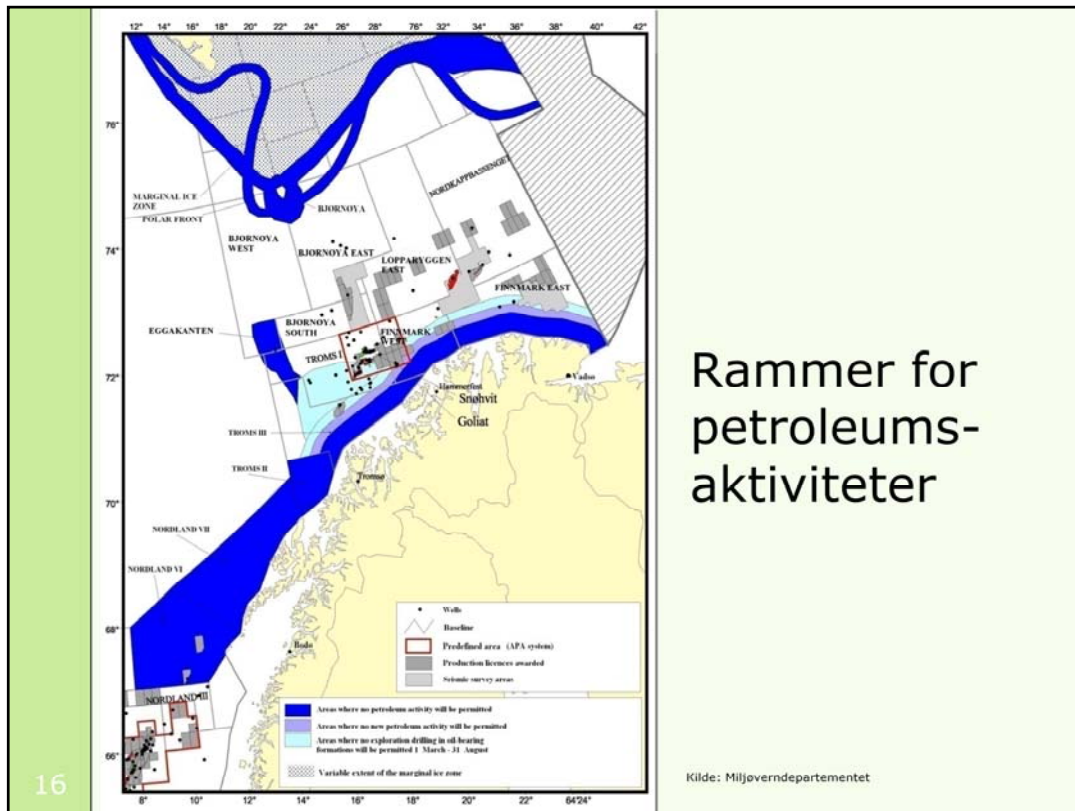 12° 14° 16° 18° 20° 22° 24° 26° 28° 32° 34° 36° 38° 40° 42°
76°
MARGINAL ICE
ZONE
POLAR FRONT
BJØRNØYA
NORDKAPPBASSENGET
BJØRNØYA
WEST
74°
BJØRNØYA EAST
LOPPARYGGEN
EAST
FINNMARK EAST
EGGAKANTEN
BJØRNØYA
SOUTH
FINNMARK
WEST
TROMS I
72°
Vadsø
Hammerfest
Snøhvit
Goliat
TROMS III
TROMS II
Tromsø
70°
NORDLAND VII
NORDLAND VI
68°
Bodø
NORDLAND III
66°
Wells
Baseline
Predefined area (APA system)
Production licences awarded
Seismic survey areas
Areas where no petroleum activity will be permitted
Areas where no new petroleum activity will be permitted
Areas where no exploration drilling in oil-bearing
formations will be permitted 1 March - 31 August
Variable extent of the marginal ice zone
8° 10° 12° 14° 16° 18° 20° 22° 64°24°
Rammer for
petroleums-
aktiviteter
Kilde: Miljøverndepartementet
16